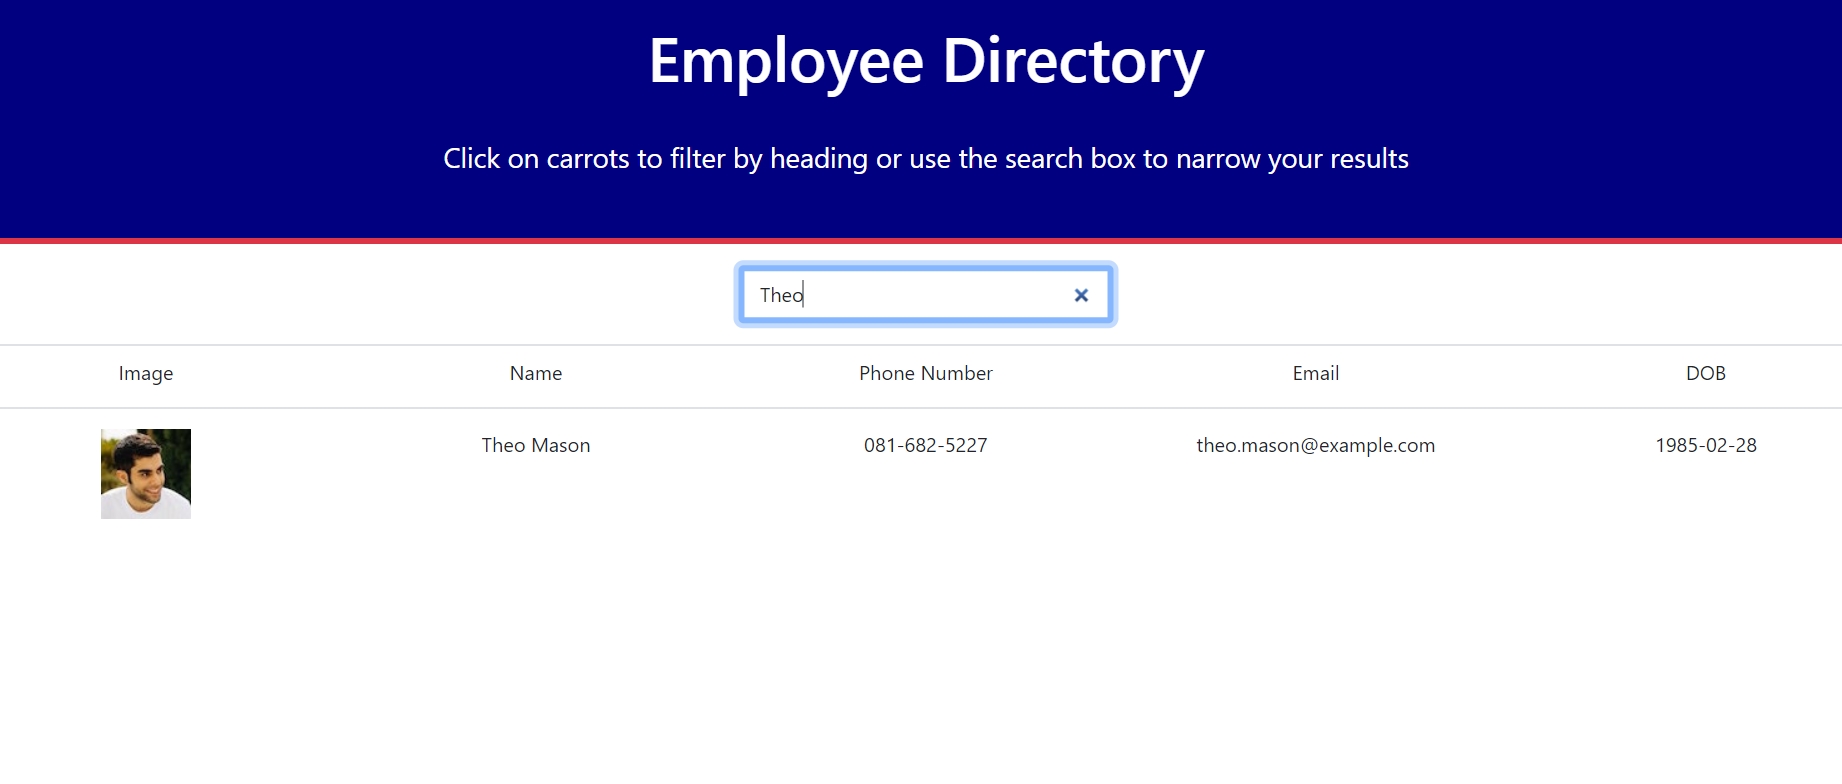 Employee Directory
Click on carrots to filter by heading or use the search box to narrow your results
Theo
Image Name Phone Number Email DOB
Theo Mason 081-682-5227 theo.mason@example.com 1985-02-28